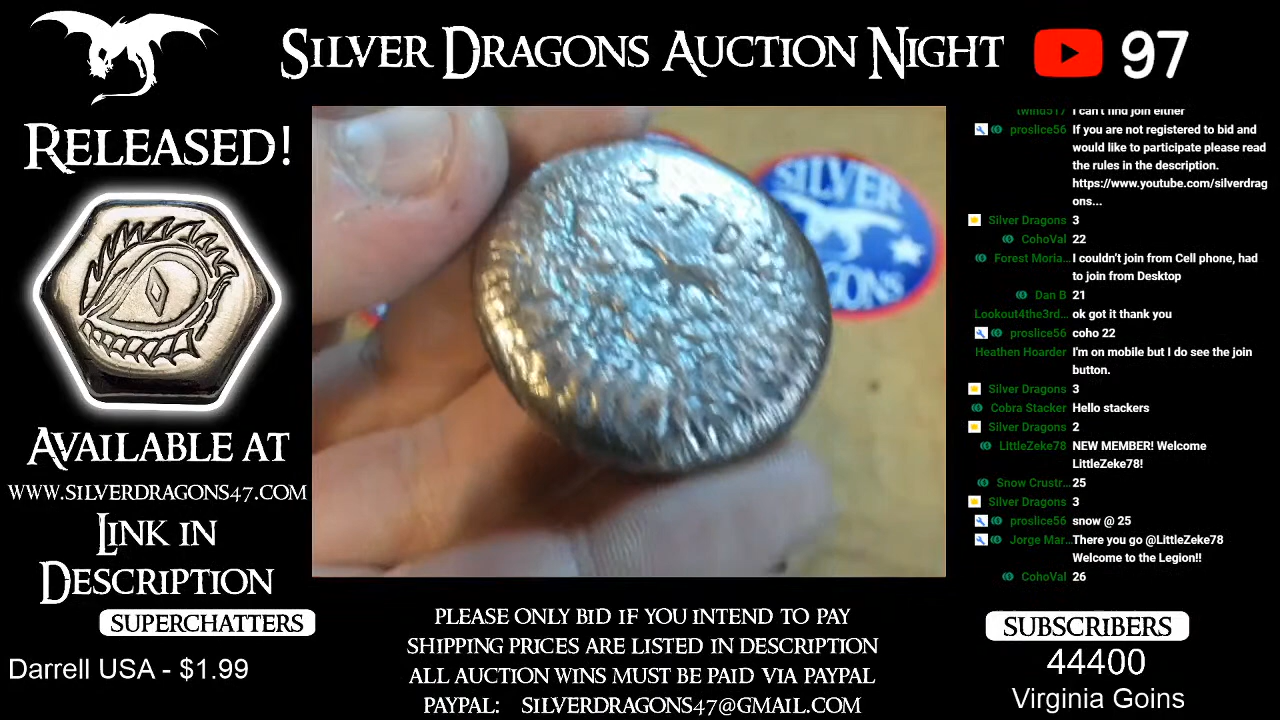 SILVER DRAGONS AUCTION NIGHT 97
RELEASED!
AVAILABLE AT
WWW.SILVERDRAGONS47.COM
LINK IN
DESCRIPTION
SUPERCHATTERS
Darrell USA - $1.99
SILVER
twind517 I can't find join either
proslice56 If you are not registered to bid and
would like to participate please read
the rules in the description.
https://www.youtube.com/silverdrag
ons...
Silver Dragons 3
CohoVal 22
Forest Moria... I couldn't join from Cell phone, had
to join from Desktop
Dan B 21
Lookout4the3rd... ok got it thank you
proslice56 coho 22
Heathen Hoarder I'm on mobile but I do see the join
button.
Silver Dragons 3
Cobra Stacker Hello stackers
Silver Dragons 2
LIttleZeke78 NEW MEMBER! Welcome
LittleZeke78!
Snow Crustr... 25
Silver Dragons 3
proslice56 snow @ 25
Jorge Mar... There you go @LittleZeke78
Welcome to the Legion!!
CohoVal 26
PLEASE ONLY BID IF YOU INTEND TO PAY
SHIPPING PRICES ARE LISTED IN DESCRIPTION
ALL AUCTION WINS MUST BE PAID VIA PAYPAL
PAYPAL: SILVERDRAGONS47@GMAIL.COM
SUBSCRIBERS
44400
Virginia Goins